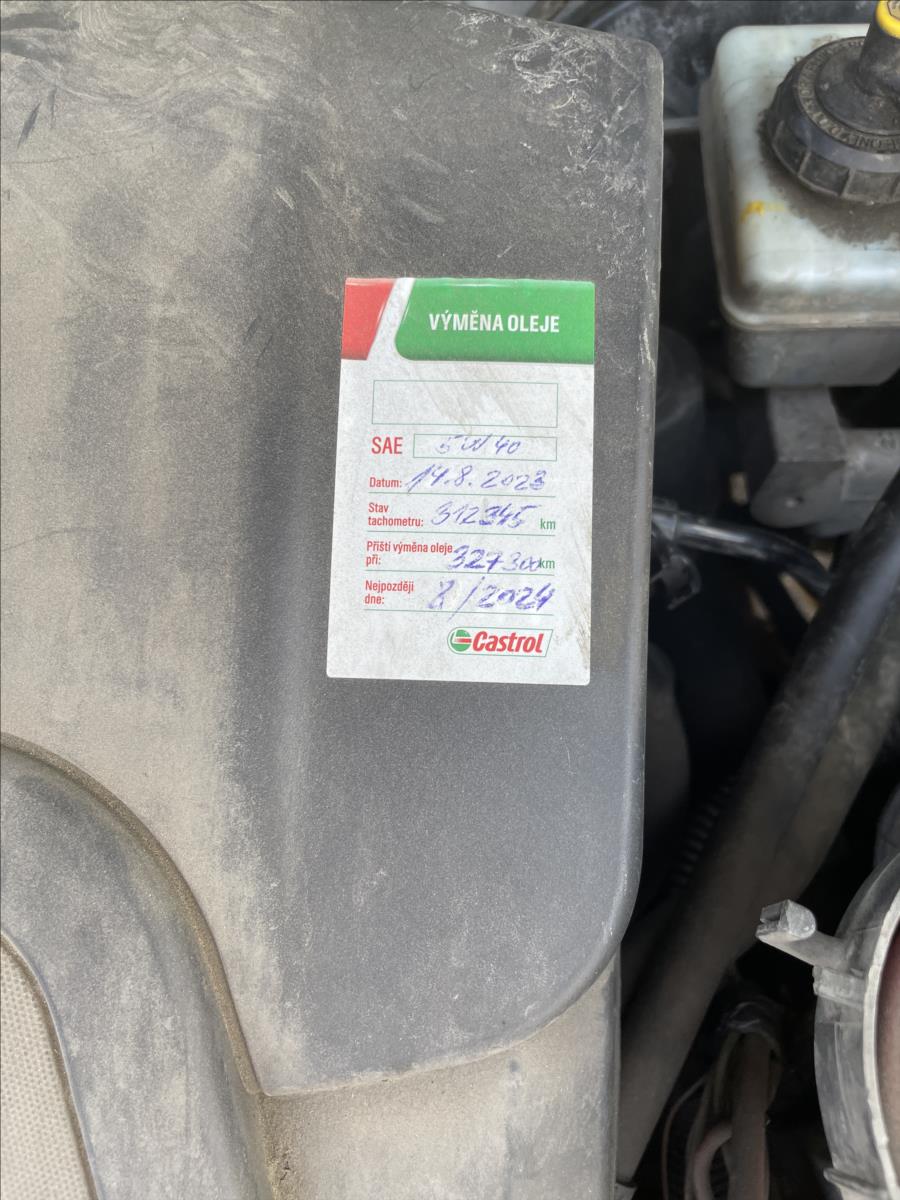 VÝMĚNA OLEJE
SAE 5W40
Datum: 14.8.2023
Stav
tachometru: 312345 km
Příští výměna oleje
při: 327300 km
Nejpozději
dne: 8/2024
Castrol